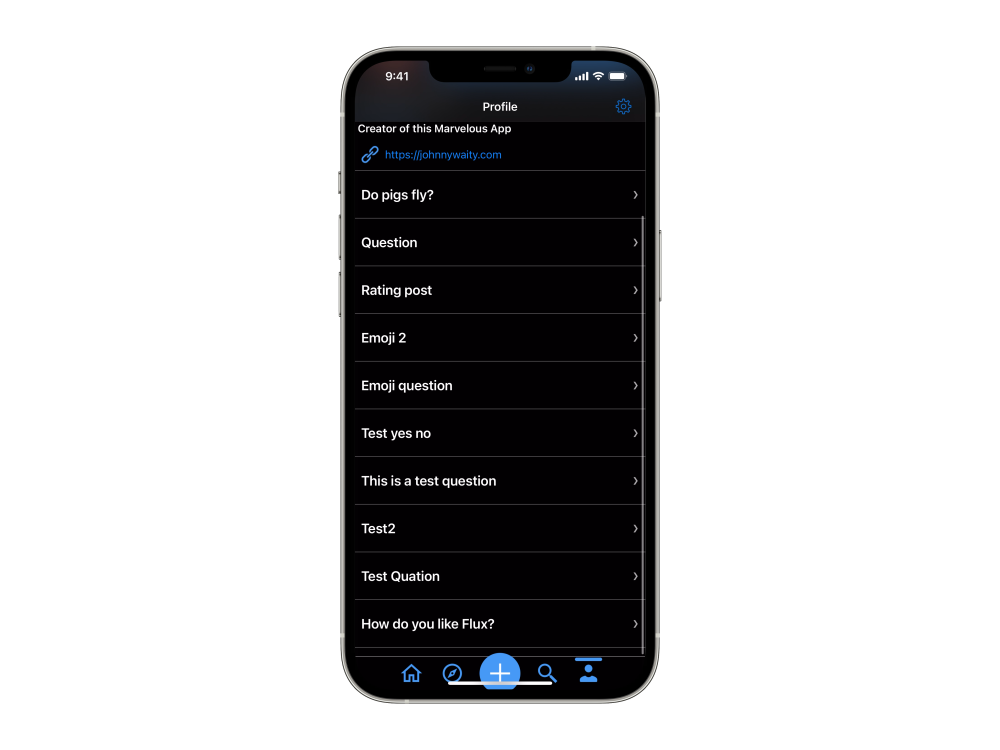 9:41
Profile
Creator of this Marvelous App
https://johnnywaity.com
Do pigs fly?
Question
Rating post
Emoji 2
Emoji question
Test yes no
This is a test question
Test2
Test Quation
How do you like Flux?